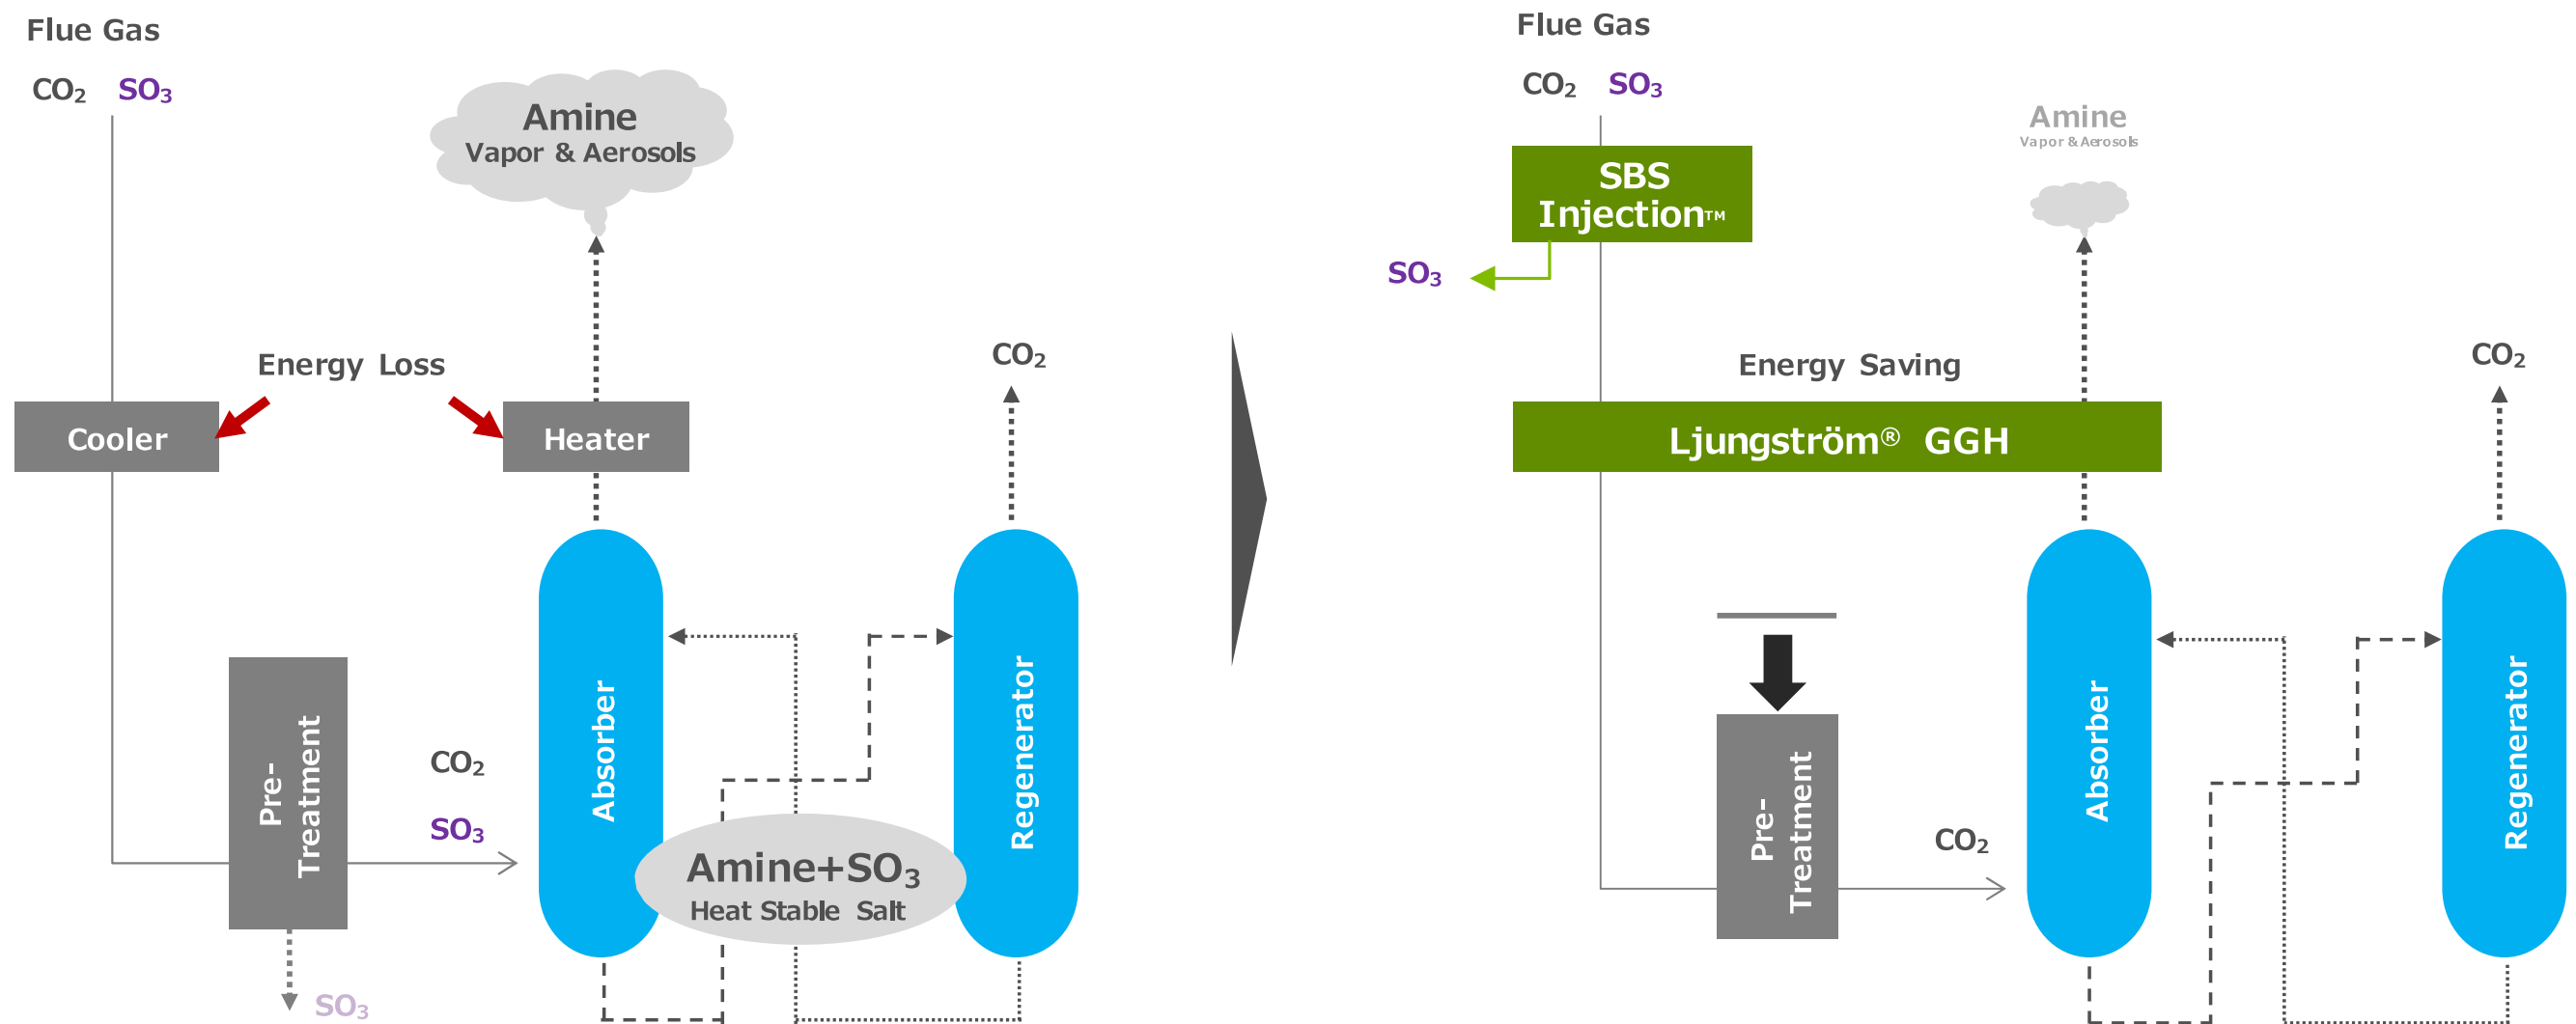 Flue Gas
CO₂ SO₃
Amine
Vapor & Aerosols
Energy Loss
Cooler
Heater
CO₂
Pre-
Treatment
CO₂
SO₃
SO₃
Absorber
Regenerator
Amine+SO₃
Heat Stable Salt
Flue Gas
CO₂ SO₃
SBS
Injection™
SO₃
Amine
Vapor & Aerosols
Energy Saving
Ljungström® GGH
CO₂
Pre-
Treatment
CO₂
Absorber
Regenerator